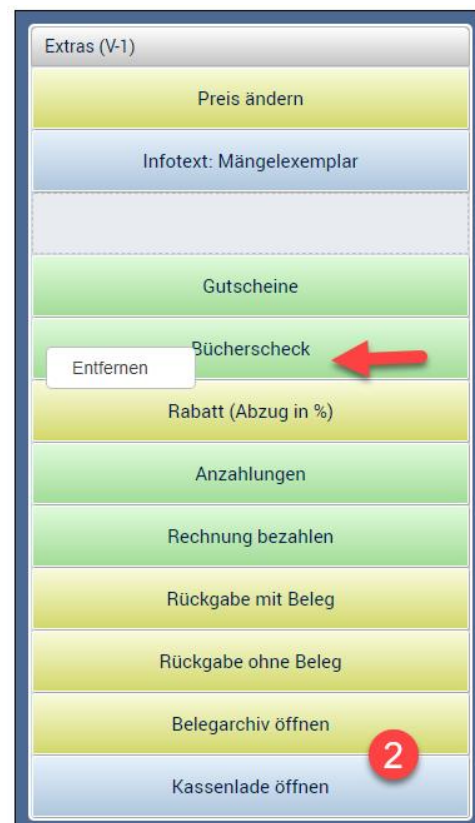 Extras (V-1)
Preis ändern
Infotext: Mängelexemplar
Gutscheine
Bücherscheck
Entfernen
Rabatt (Abzug in %)
Anzahlungen
Rechnung bezahlen
Rückgabe mit Beleg
Rückgabe ohne Beleg
Belegarchiv öffnen
2
Kassenlade öffnen